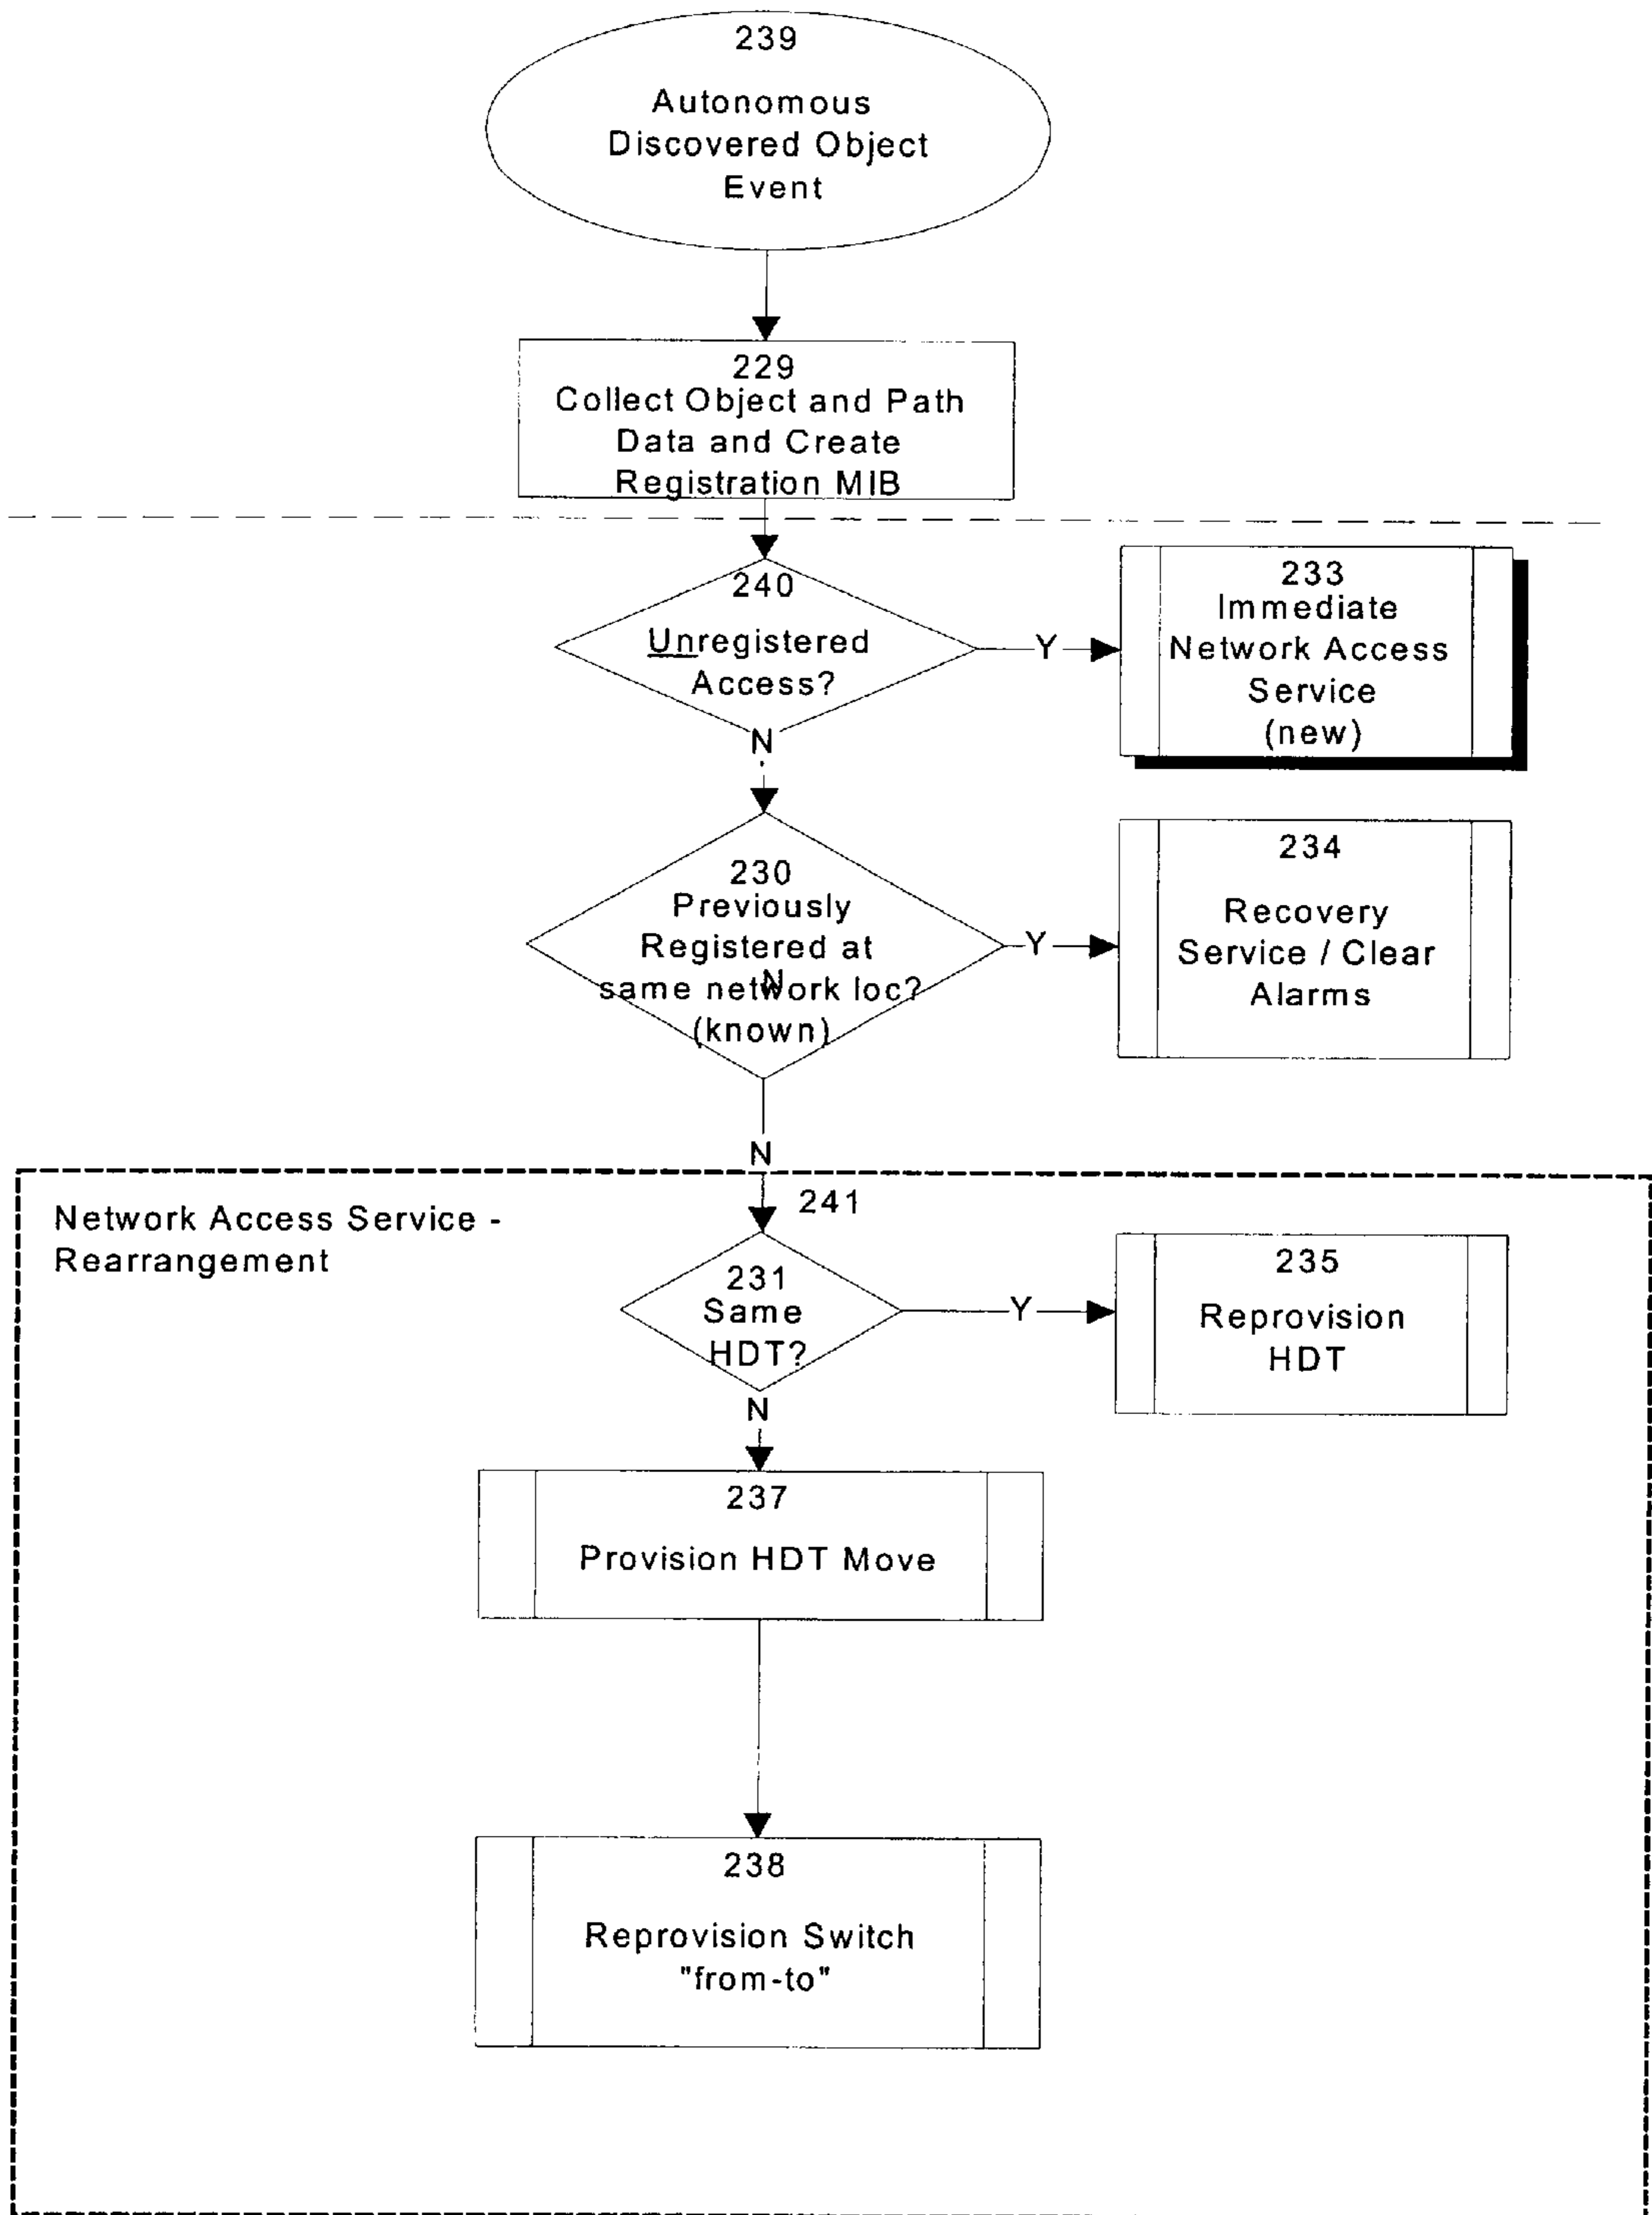 239
Autonomous
Discovered Object
Event
229
Collect Object and Path
Data and Create
Registration MIB
240
Unregistered
Access?
Y
233
Immediate
Network Access
Service
(new)
N
230
Previously
Registered at
same network loc?
N
(known)
Y
234
Recovery
Service / Clear
Alarms
N
241
Network Access Service -
Rearrangement
231
Same
HDT?
Y
235
Reprovision
HDT
N
237
Provision HDT Move
238
Reprovision Switch
"from-to"